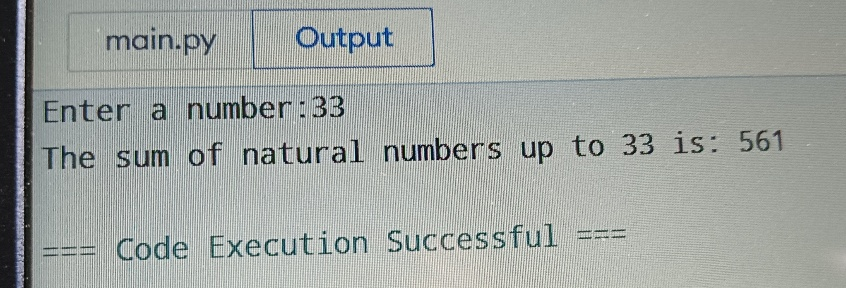 main.py Output
Enter a number:33
The sum of natural numbers up to 33 is: 561
=== Code Execution Successful ===